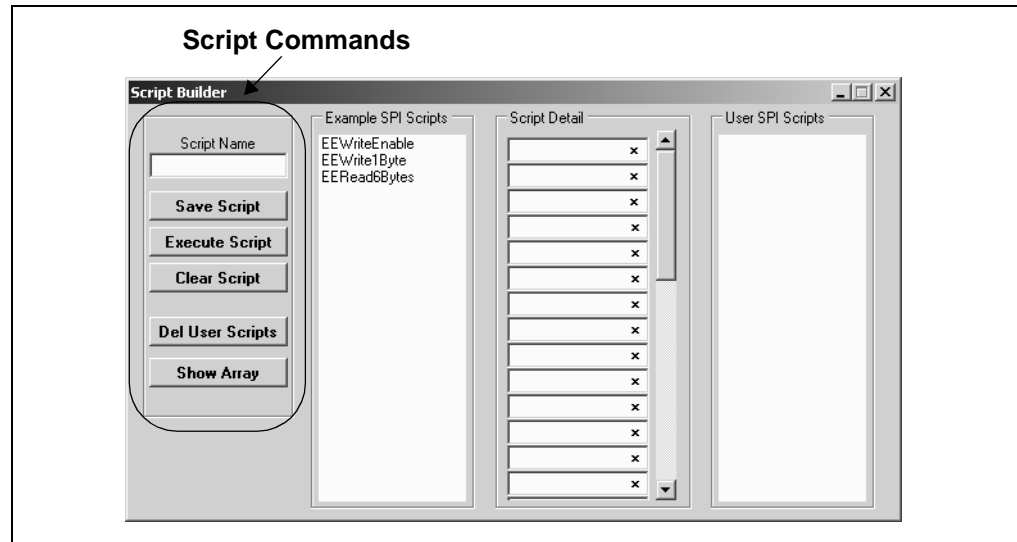 Script Commands
Script Builder
Script Name
Save Script
Execute Script
Clear Script
Del User Scripts
Show Array
Example SPI Scripts
EEWriteEnable
EEWrite1Byte
EERead6Bytes
Script Detail
x
x
x
x
x
x
x
x
x
x
x
x
x
x
User SPI Scripts